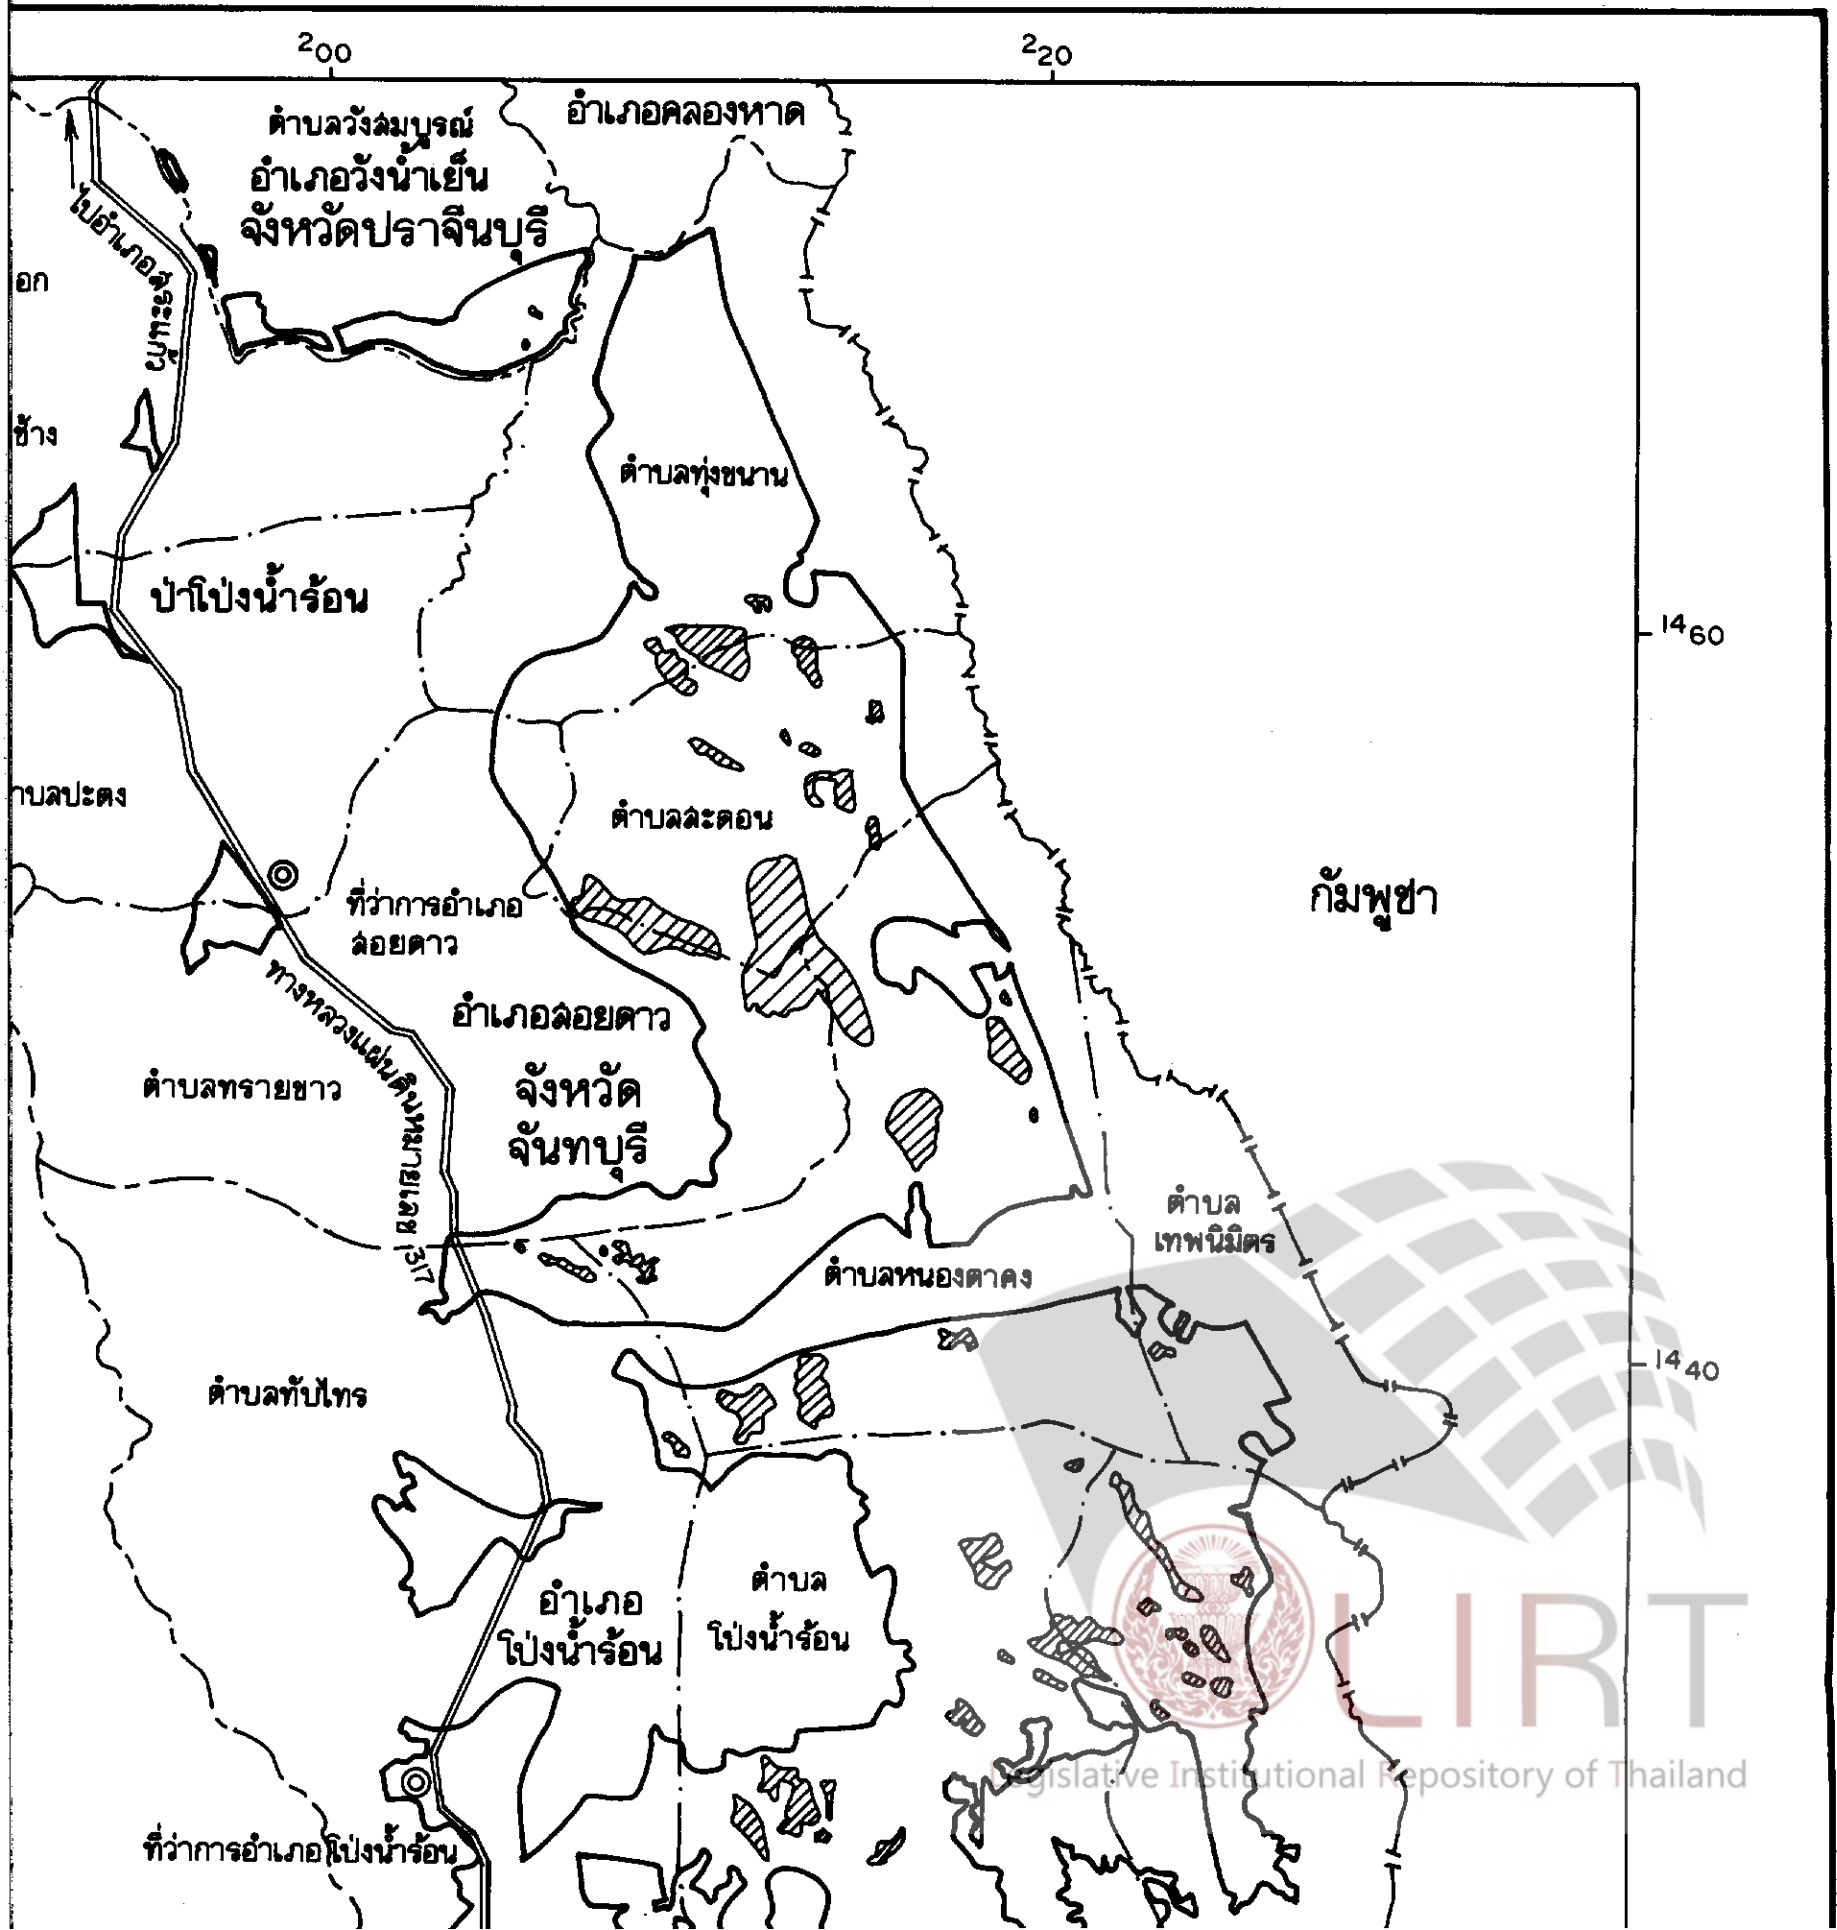 200
220
ตำบลวังสมบูรณ์
อำเภอวังน้ำเย็น
จังหวัดปราจีนบุรี
อำเภอคลองหาด
ไปอำเภอสระแก้ว
อก
ช้าง
ตำบลทุ่งขนาน
ป่าโป่งน้ำร้อน
1460
าบลปะตง
ตำบลสะตอน
ที่ว่าการอำเภอ
สอยดาว
กัมพูชา
ทางหลวงแผ่นดินหมายเลข 317
อำเภอสอยดาว
จังหวัด
จันทบุรี
ตำบลทรายขาว
ตำบล
เทพนิมิตร
ตำบลหนองตาคง
1440
ตำบลทับไทร
อำเภอ
โป่งน้ำร้อน
ตำบล
โป่งน้ำร้อน
ที่ว่าการอำเภอโป่งน้ำร้อน
LIRT
Legislative Institutional Repository of Thailand